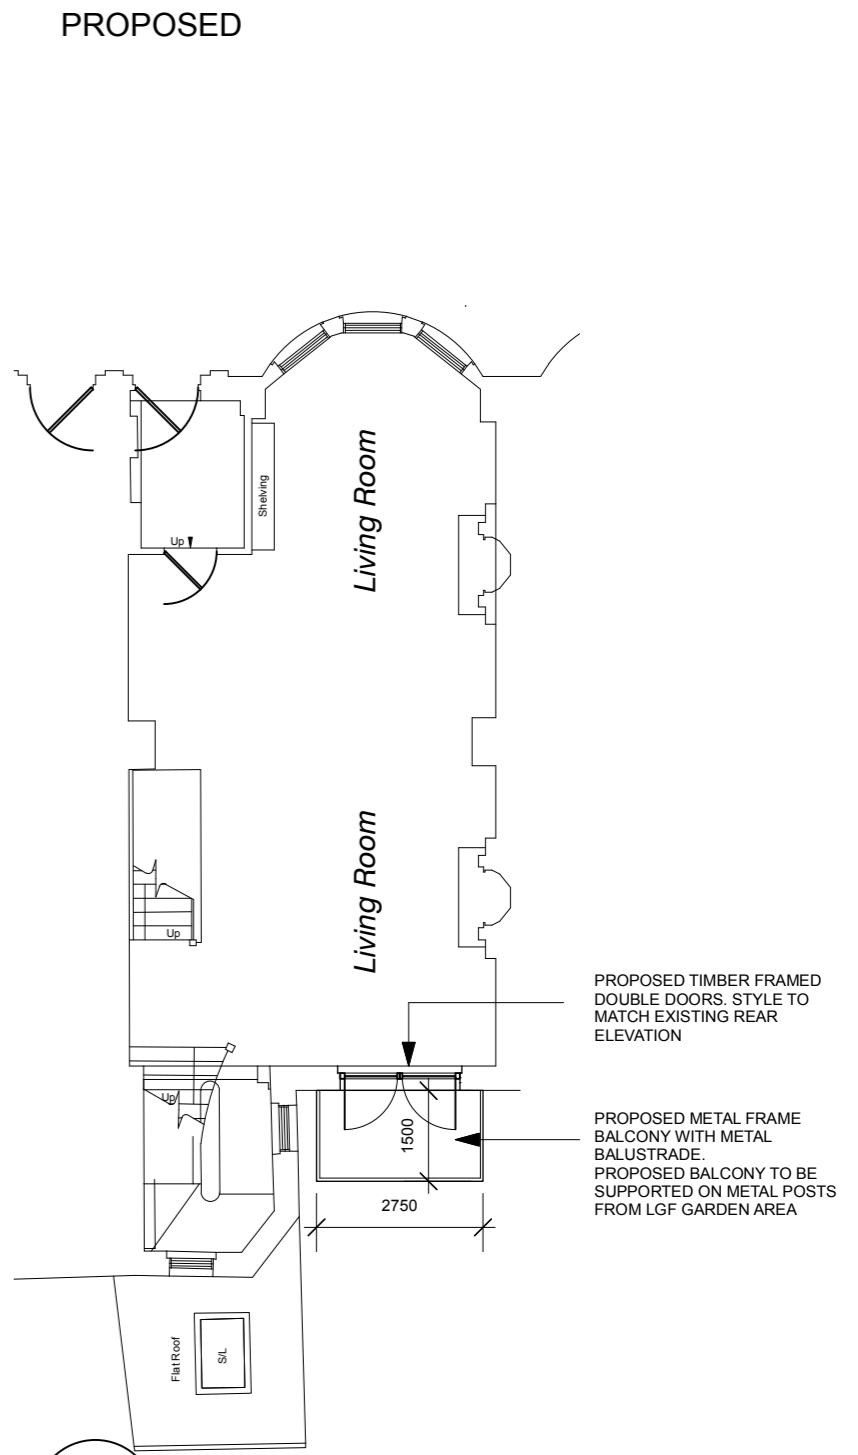 PROPOSED
Living Room
Shelving
Up
Living Room
Up
PROPOSED TIMBER FRAMED
DOUBLE DOORS. STYLE TO
MATCH EXISTING REAR
ELEVATION
Up
1500
PROPOSED METAL FRAME
BALCONY WITH METAL
BALUSTRADE.
PROPOSED BALCONY TO BE
SUPPORTED ON METAL POSTS
FROM LGF GARDEN AREA
2750
Flat Roof
S/L